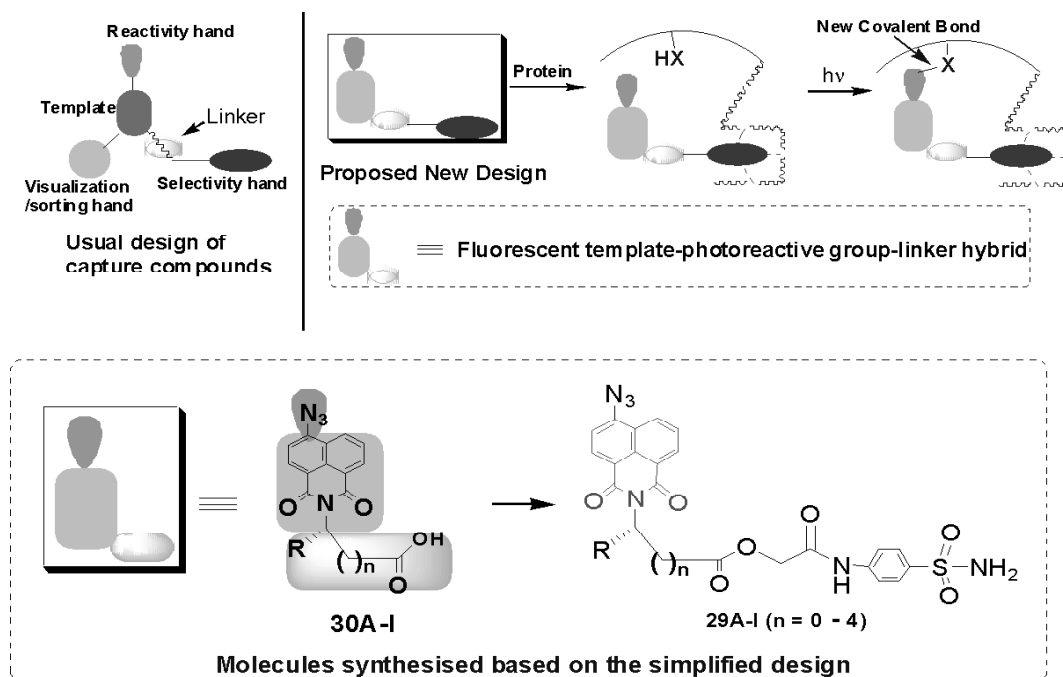 Reactivity hand
Template
Linker
Visualization
/sorting hand
Selectivity hand
Usual design of
capture compounds
Proposed New Design
Protein
HX
hν
New Covalent Bond
X
Fluorescent template-photoreactive group-linker hybrid
N3
O
N
O
R
( )n
OH
O
30A-I
N3
O
N
O
R
( )n
O
O
O
N
H
O
S
O
NH2
29A-I (n = 0 - 4)
Molecules synthesised based on the simplified design